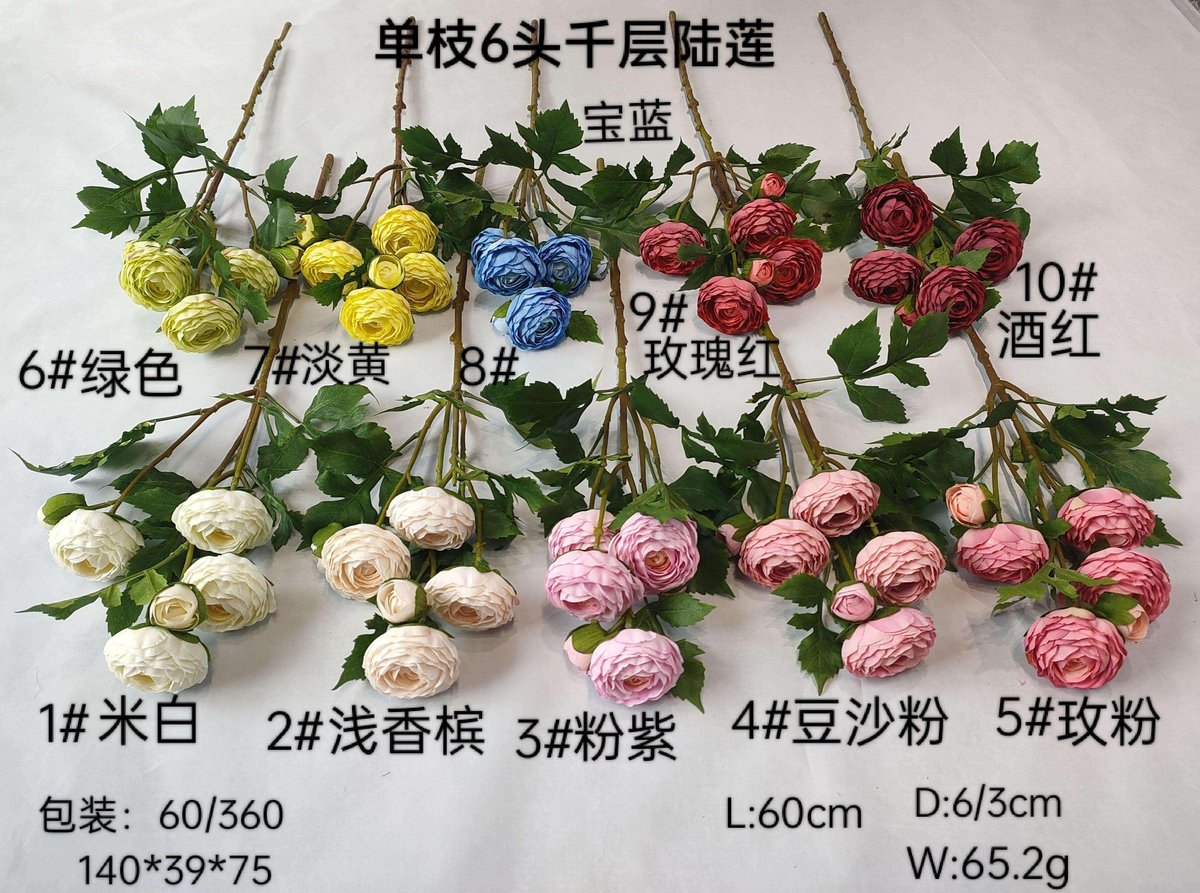 单枝6头千层陆莲
宝蓝
6#绿色
7#淡黄
8#
9#
玫瑰红
10#
酒红
1#米白
2#浅香槟
3#粉紫
4#豆沙粉
5#玫粉
包装：60/360
140*39*75
L:60cm
D:6/3cm
W:65.2g